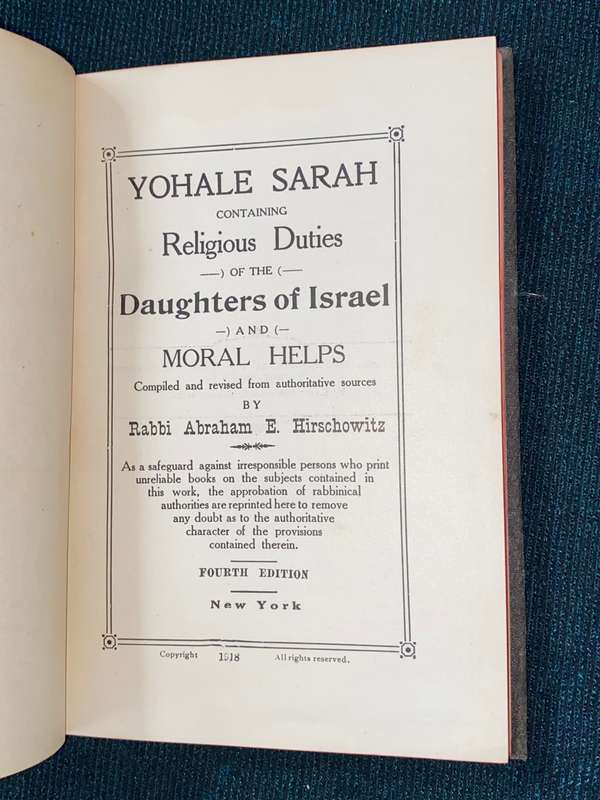 YOHALE SARAH
CONTAINING
Religious Duties
—) OF THE (—
Daughters of Israel
—) AND (—
MORAL HELPS
Compiled and revised from authoritative sources
BY
Rabbi Abraham E. Hirschowitz
As a safeguard against irresponsible persons who print
unreliable books on the subjects contained in
this work, the approbation of rabbinical
authorities are reprinted here to remove
any doubt as to the authoritative
character of the provisions
contained therein.
FOURTH EDITION
New York
Copyright 1918 All rights reserved.